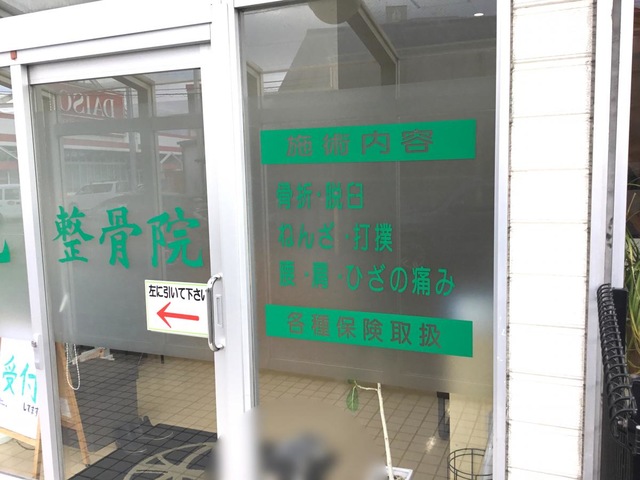 整骨院
左に引いて下さい
施術内容
骨折・脱臼
ねんざ・打撲
腰・肩・ひざの痛み
各種保険取扱
受付
DAISO